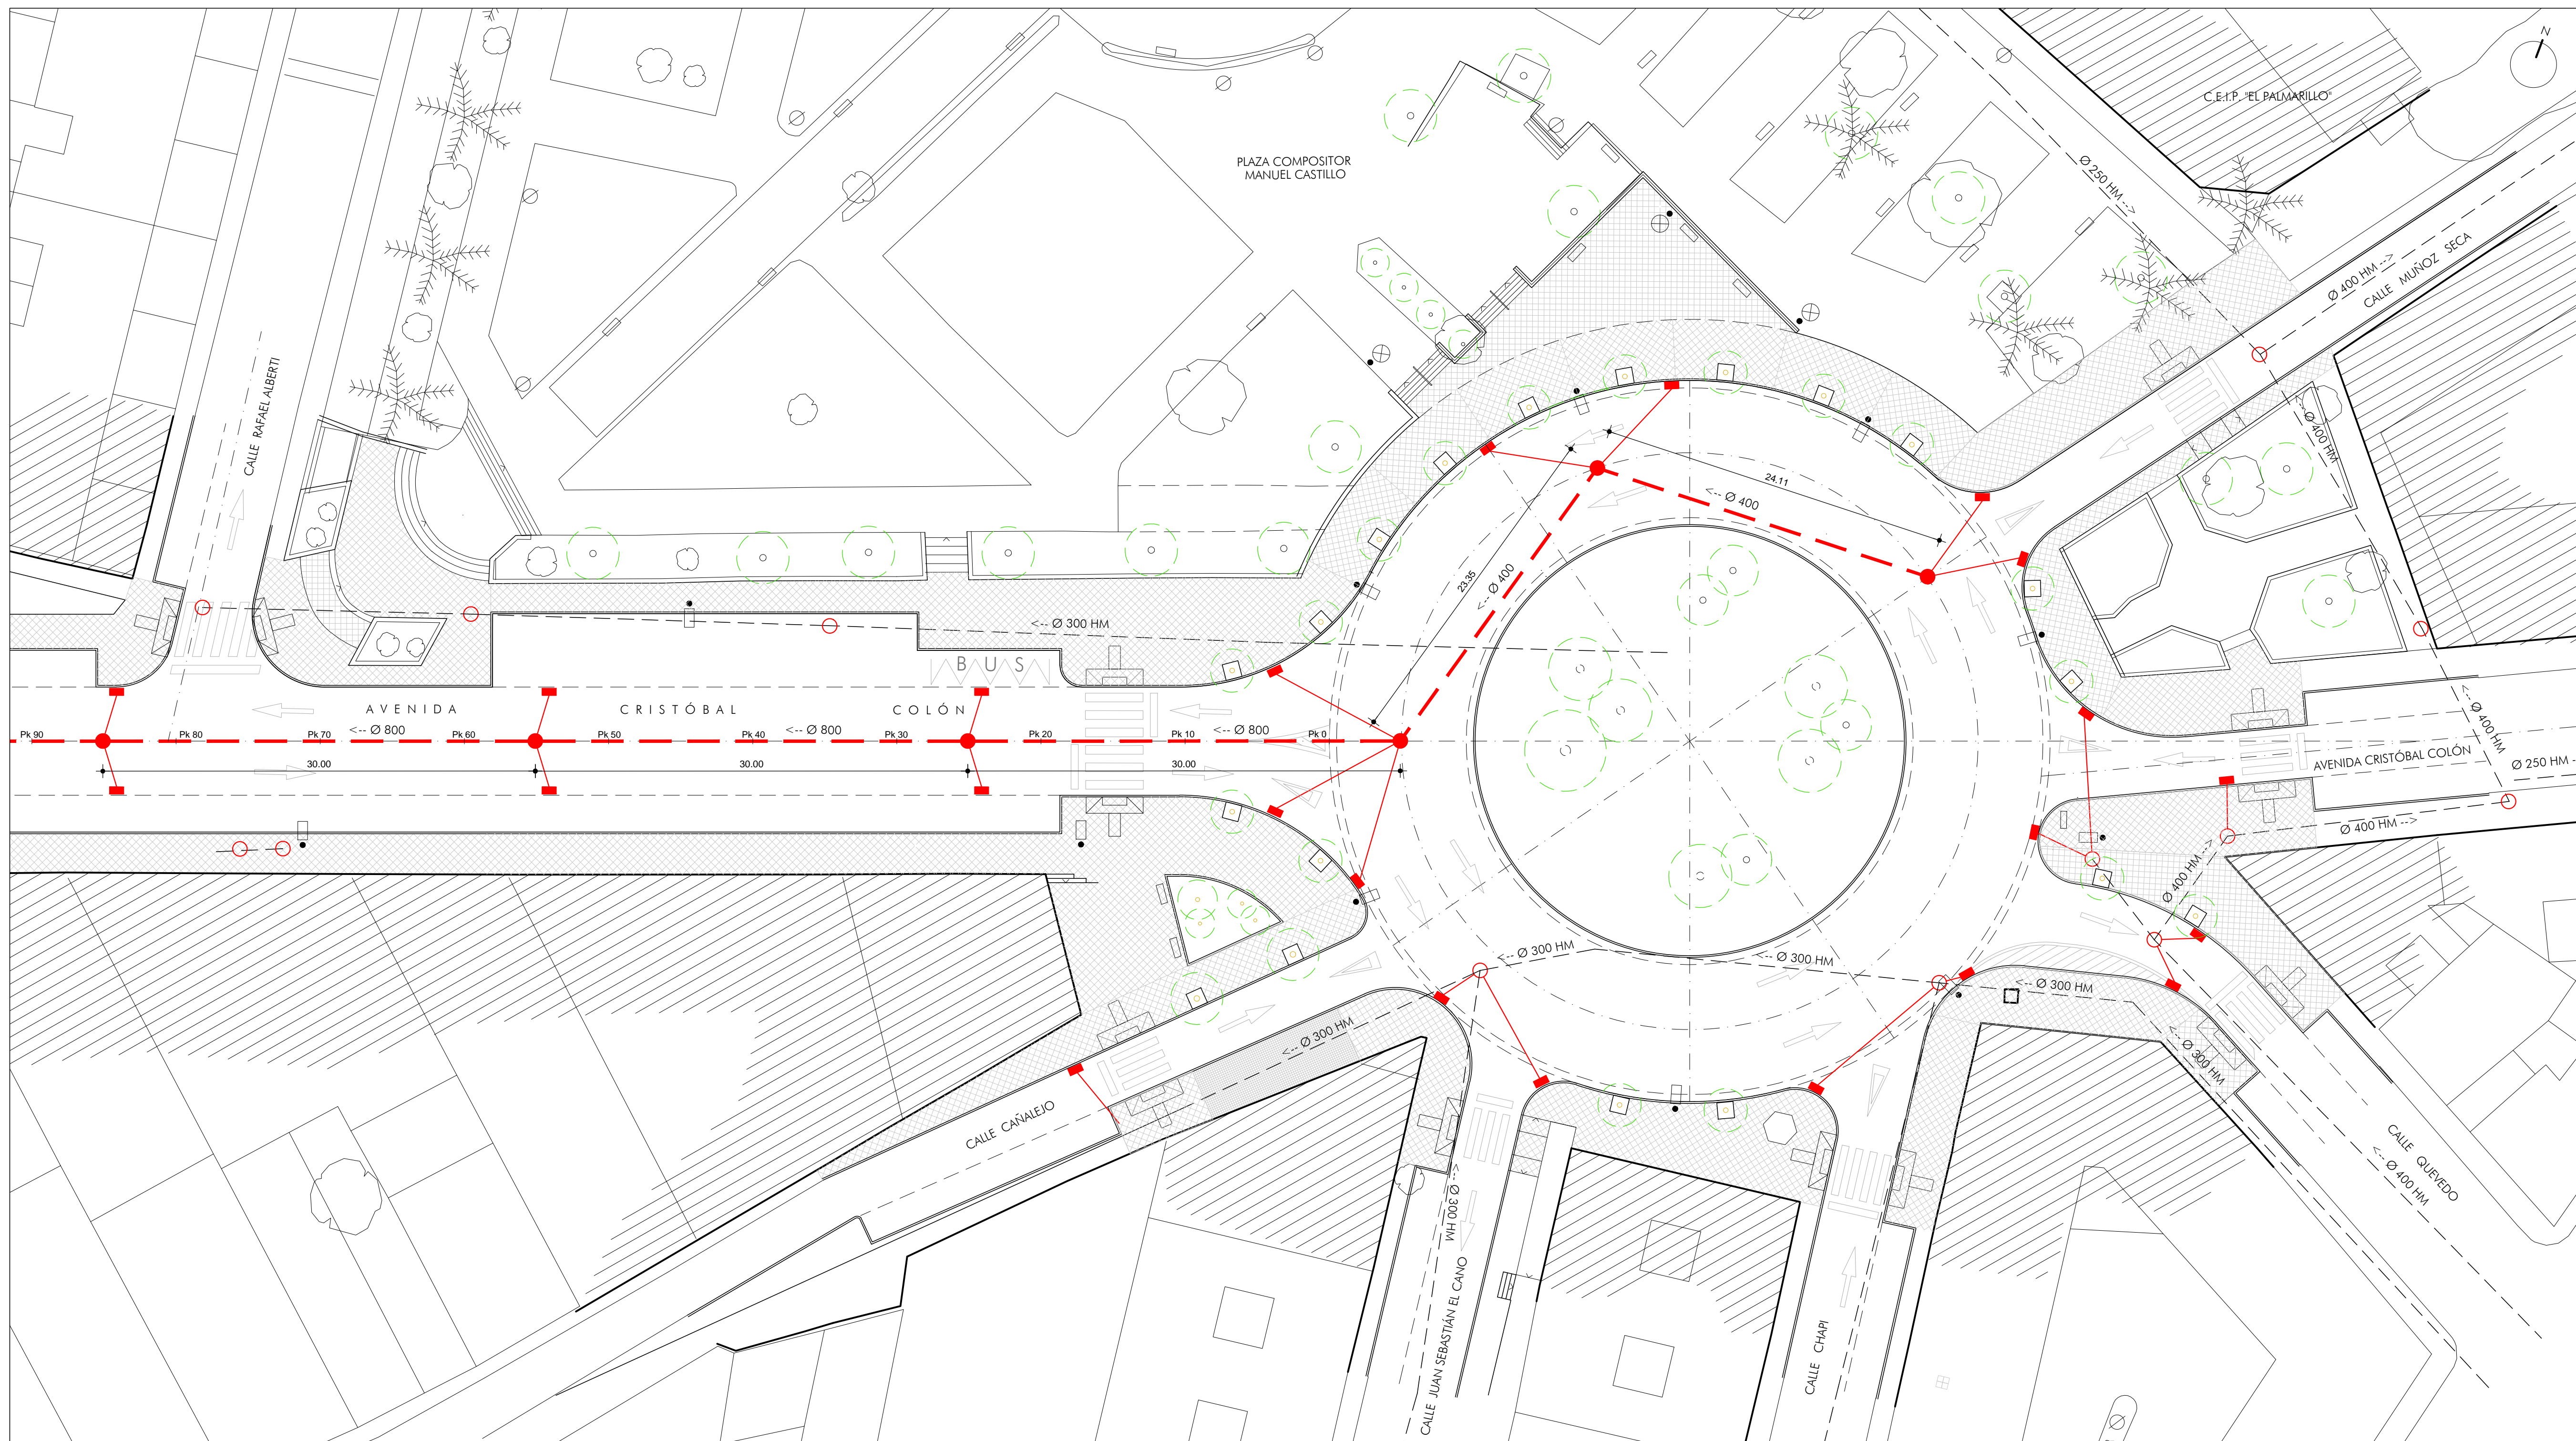 N
C.E.I.P. "EL PALMARILLO"
PLAZA COMPOSITOR
MANUEL CASTILLO
Ø 250 HM -->
Ø 400 HM -->
CALLE MUÑOZ SECA
<-- Ø 400 HM
CALLE RAFAEL ALBERTI
24.11
<-- Ø 400
23.35
<-- Ø 400
<-- Ø 300 HM
BUS
AVENIDA CRISTÓBAL COLÓN
<-- Ø 800
<-- Ø 800
<-- Ø 800
Pk 90
Pk 80
Pk 70
Pk 60
Pk 50
Pk 40
Pk 30
Pk 20
Pk 10
Pk 0
30.00
30.00
30.00
<-- Ø 400 HM
AVENIDA CRISTÓBAL COLÓN
Ø 250 HM -
Ø 400 HM -->
Ø 400 HM -->
<-- Ø 300 HM
<-- Ø 300 HM
<-- Ø 300 HM
<-- Ø 300 HM
<-- Ø 300 HM
CALLE CAÑALEJO
<-- Ø 300 HM
CALLE JUAN SEBASTIÁN EL CANO
CALLE CHAPI
CALLE QUEVEDO
<-- Ø 400 HM